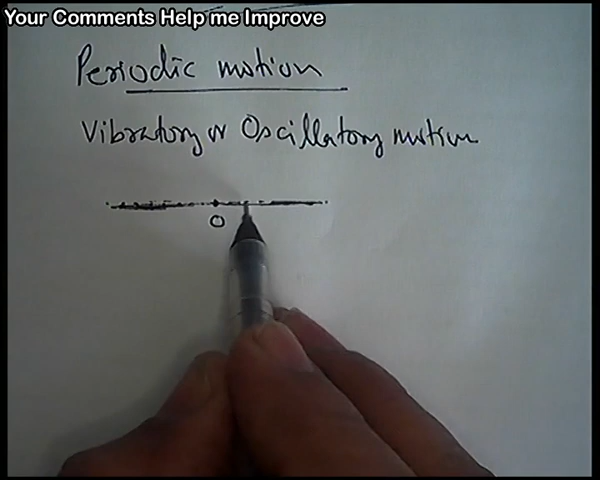 Your Comments Help me Improve
Periodic motion
Vibratory or Oscillatory motion
O